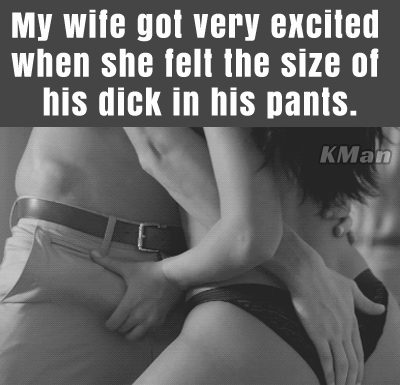 My wife got very excited
when she felt the size of
his dick in his pants.
KMan